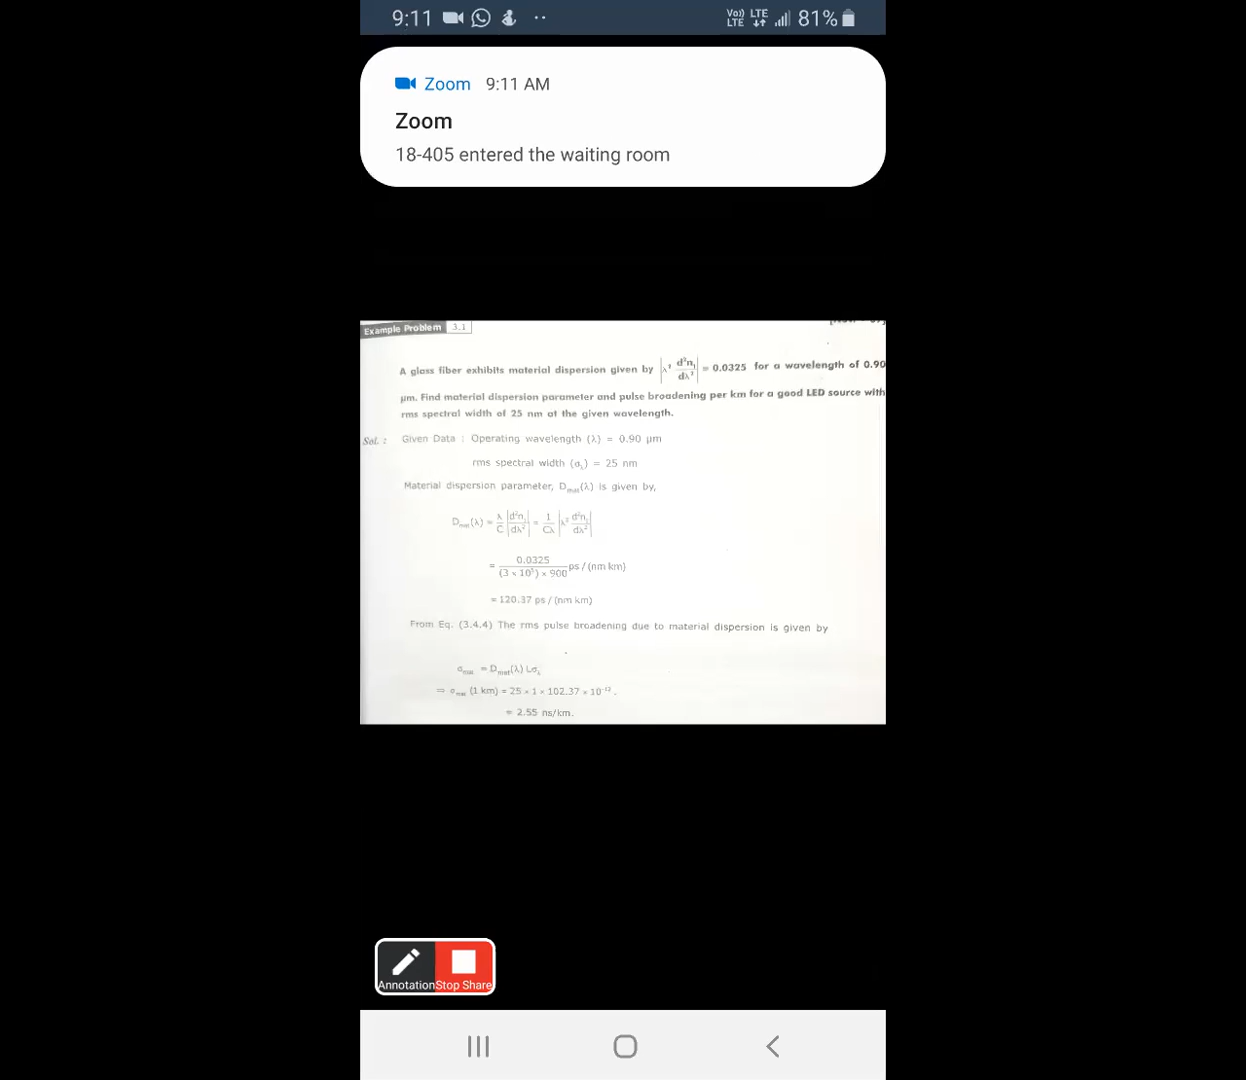 9:11 VoLTE LTE 81%
Zoom 9:11 AM
Zoom
18-405 entered the waiting room
Example Problem 3.1
A glass fiber exhibits material dispersion given by |λ² d²n₁/dλ²| = 0.0325 for a wavelength of 0.90
μm. Find material dispersion parameter and pulse broadening per km for a good LED source with
rms spectral width of 25 nm at the given wavelength.
Sol. : Given Data : Operating wavelength (λ) = 0.90 μm
rms spectral width (σλ) = 25 nm
Material dispersion parameter, Dmat(λ) is given by,
Dmat(λ) = λ/C |d²n₁/dλ²| = 1/Cλ |λ² d²n₁/dλ²|
= 0.0325/(3 × 10⁵) × 900 ps / (nm km)
= 120.37 ps / (nm km)
From Eq. (3.4.4) The rms pulse broadening due to material dispersion is given by
σmat = Dmat(λ) Lσλ
⇒ σmat (1 km) = 25 × 1 × 102.37 × 10⁻¹² .
= 2.55 ns/km.
Annotation Stop Share